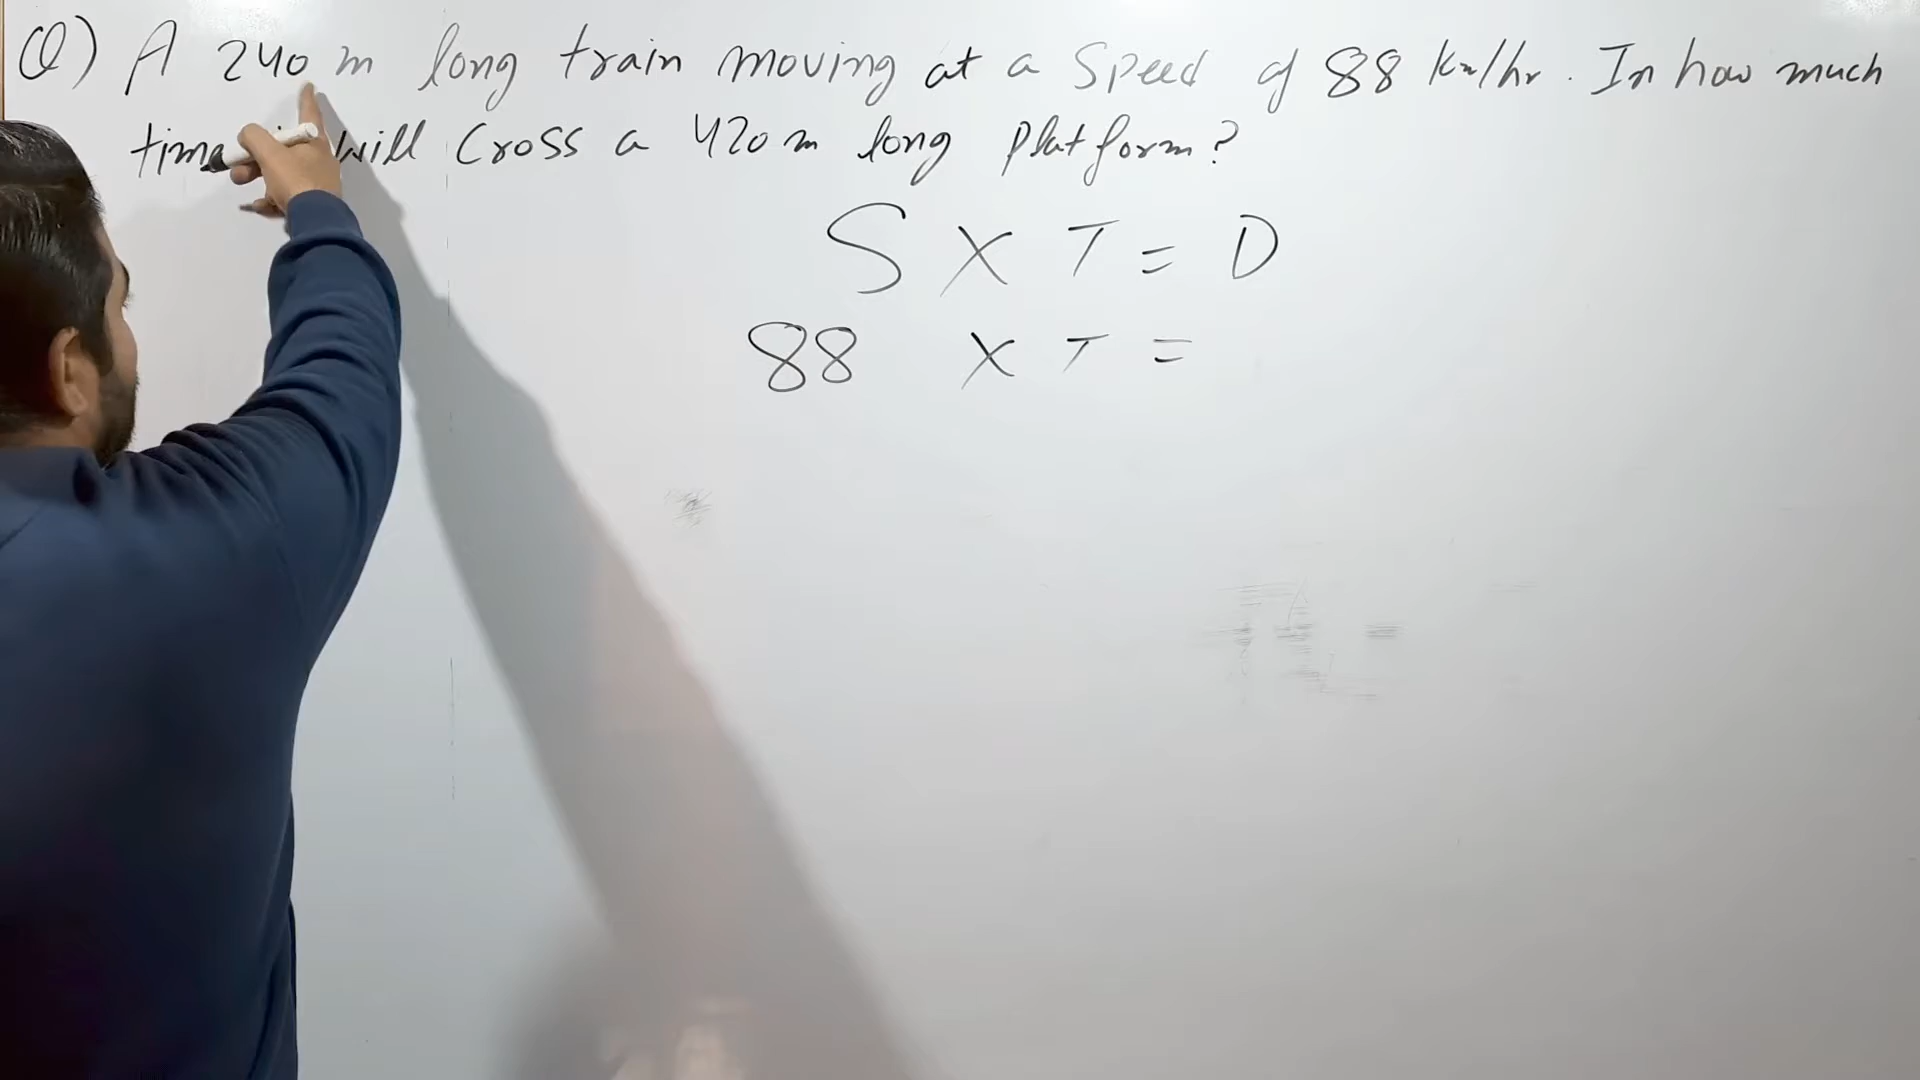 Q) A 240 m long train moving at a speed of 88 Km/hr. In how much
time will cross a 420 m long platform?
S X T = D
88 X T =